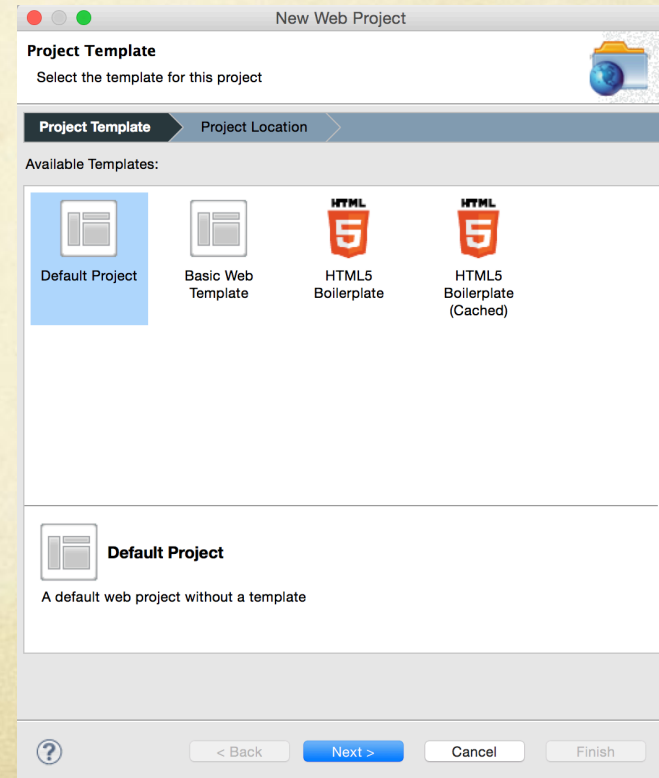 New Web Project
Project Template
Select the template for this project
Project Template
Project Location
Available Templates:
Default Project
Basic Web
Template
HTML
5
HTML5
Boilerplate
HTML
5
HTML5
Boilerplate
(Cached)
Default Project
A default web project without a template
?
< Back
Next >
Cancel
Finish